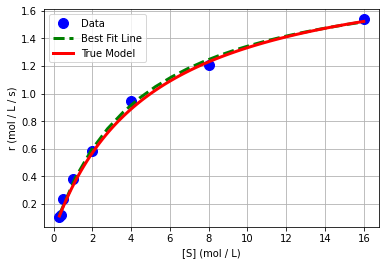 1.6
1.4
1.2
1.0
0.8
0.6
0.4
0.2
r (mol / L / s)
Data
Best Fit Line
True Model
0 2 4 6 8 10 12 14 16
[S] (mol / L)